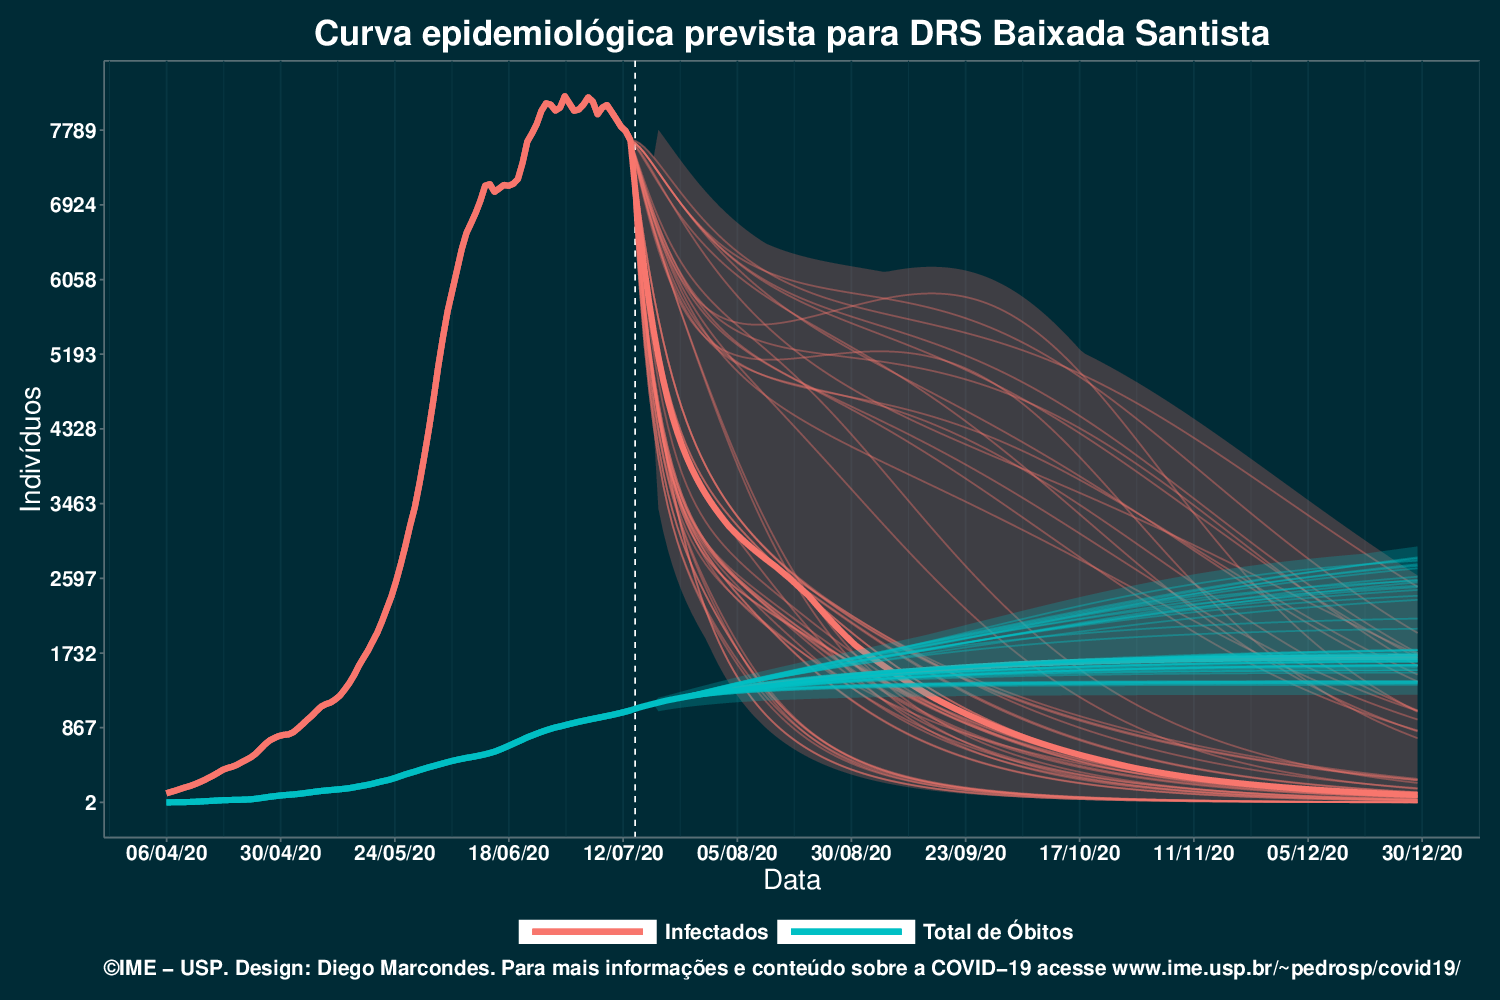 Curva epidemiológica prevista para DRS Baixada Santista
Indivíduos
7789
6924
6058
5193
4328
3463
2597
1732
867
2
06/04/20 30/04/20 24/05/20 18/06/20 12/07/20 05/08/20 30/08/20 23/09/20 17/10/20 11/11/20 05/12/20 30/12/20
Data
Infectados Total de Óbitos
©IME − USP. Design: Diego Marcondes. Para mais informações e conteúdo sobre a COVID−19 acesse www.ime.usp.br/~pedrosp/covid19/